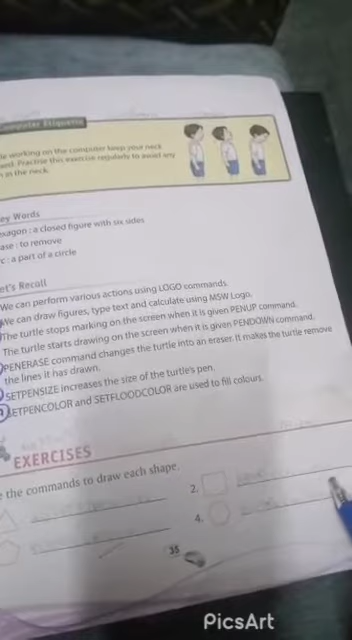 Computer Etiquette
le working on the computer keep your neck
Practise this exercise regularly to avoid any
in the neck.
ey Words
exagon : a closed figure with six sides
ase : to remove
c : a part of a circle
et's Recall
We can perform various actions using LOGO commands.
We can draw figures, type text and calculate using MSW Logo.
The turtle stops marking on the screen when it is given PENUP command.
The turtle starts drawing on the screen when it is given PENDOWN command.
PENERASE command changes the turtle into an eraser. It makes the turtle remove
the lines it has drawn.
SETPENSIZE increases the size of the turtle's pen.
SETPENCOLOR and SETFLOODCOLOR are used to fill colours.
EXERCISES
e the commands to draw each shape.
2.
4.
35
PicsArt